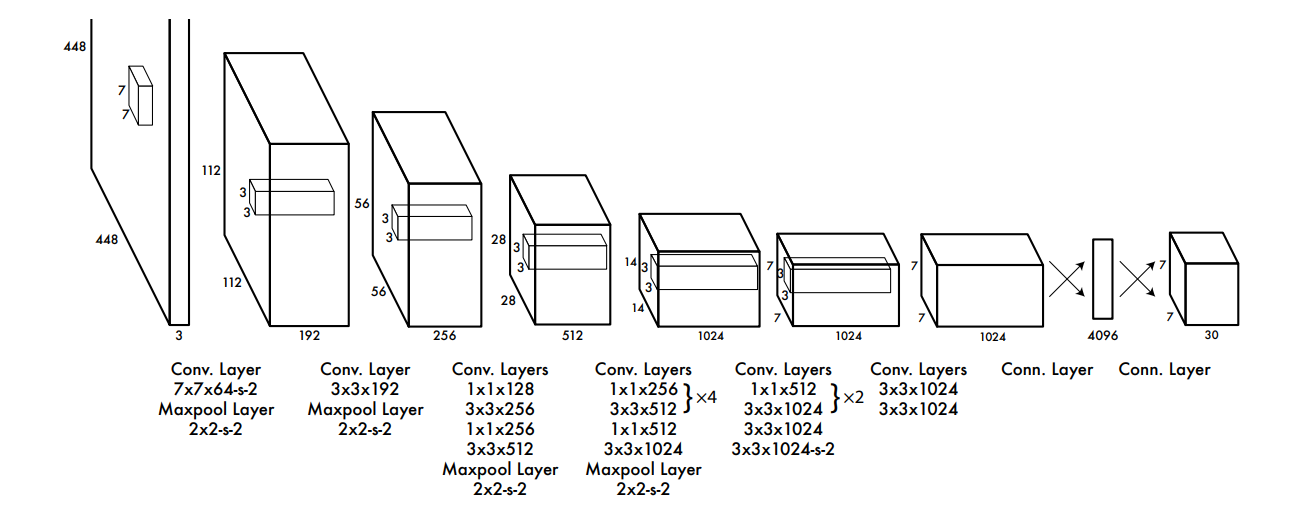 448
7
7
448
3
112
3
3
112
192
56
3
3
56
256
28
3
3
28
512
14
3
3
14
1024
7
3
3
7
1024
7
7
1024
4096
7
7
30
Conv. Layer
7x7x64-s-2
Maxpool Layer
2x2-s-2
Conv. Layer
3x3x192
Maxpool Layer
2x2-s-2
Conv. Layers
1x1x128
3x3x256
1x1x256
3x3x512
Maxpool Layer
2x2-s-2
Conv. Layers
1x1x256
3x3x512
} ×4
1x1x512
3x3x1024
Maxpool Layer
2x2-s-2
Conv. Layers
1x1x512
3x3x1024
} ×2
3x3x1024
3x3x1024-s-2
Conv. Layers
3x3x1024
3x3x1024
Conn. Layer
Conn. Layer